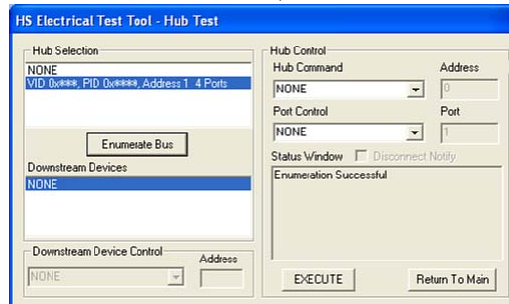 HS Electrical Test Tool - Hub Test
Hub Selection
NONE
VID 0x***, PID 0x****, Address 1 4 Ports
Enumerate Bus
Downstream Devices
NONE
Downstream Device Control
Address
NONE
Hub Control
Hub Command
Address
NONE
0
Port Control
Port
NONE
1
Status Window
Disconnect Notify
Enumeration Successful
EXECUTE
Return To Main